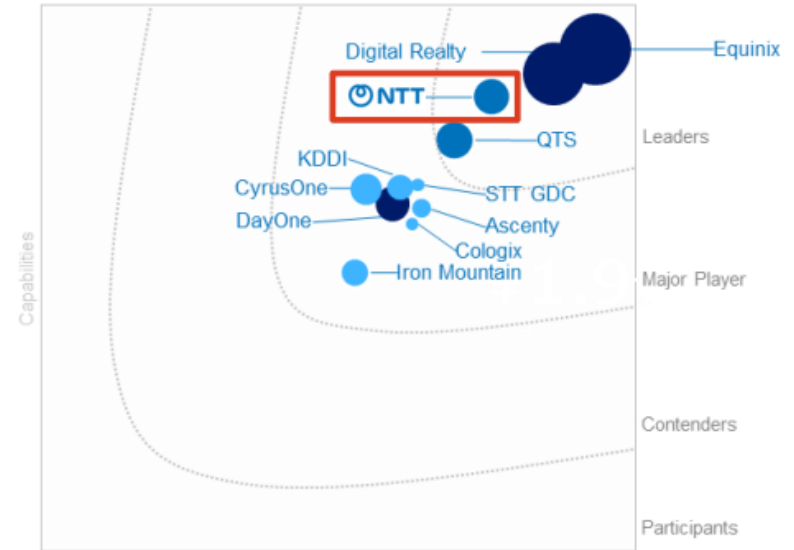 Digital Realty
Equinix
NTT
QTS
Leaders
KDDI
CyrusOne
STT GDC
DayOne
Ascenty
Cologix
Iron Mountain
Major Player
Capabilities
Contenders
Participants